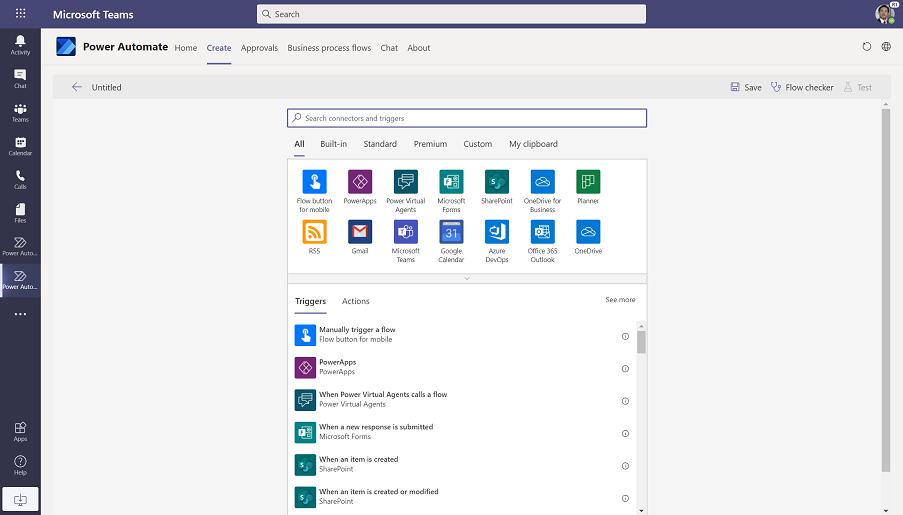 Microsoft Teams
Search
Activity
Chat
Teams
Calendar
Calls
Files
Power Auto...
Power Auto...
Apps
Help
Power Automate Home Create Approvals Business process flows Chat About
Untitled
Save Flow checker Test
Search connectors and triggers
All Built-in Standard Premium Custom My clipboard
Flow button
for mobile
PowerApps
Power Virtual
Agents
Microsoft
Forms
SharePoint
OneDrive for
Business
Planner
RSS
Gmail
Microsoft
Teams
31
Google
Calendar
Azure
DevOps
Office 365
Outlook
OneDrive
Triggers Actions See more
Manually trigger a flow
Flow button for mobile
PowerApps
PowerApps
When Power Virtual Agents calls a flow
Power Virtual Agents
When a new response is submitted
Microsoft Forms
When an item is created
SharePoint
When an item is created or modified
SharePoint